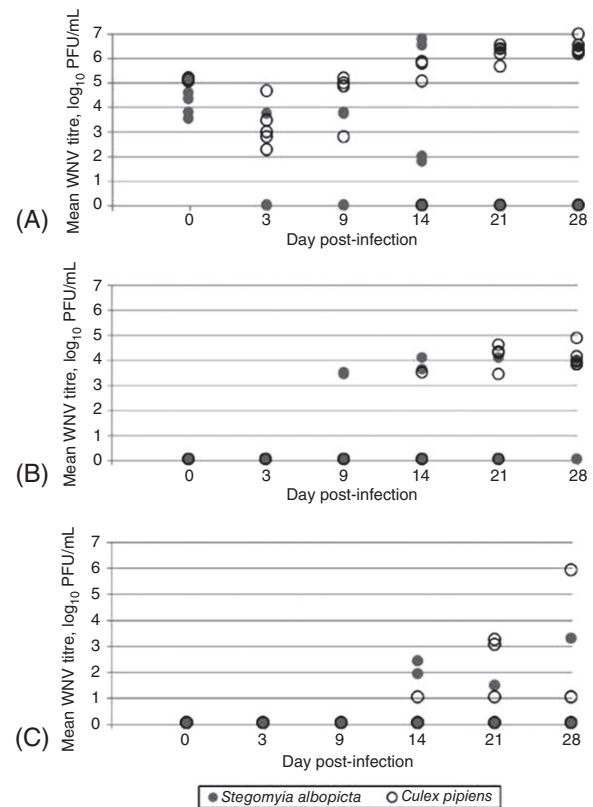 Mean WNV titre, log₁₀ PFU/mL
7
6
5
4
3
2
1
0
(A)
0 3 9 14 21 28
Day post-infection
Mean WNV titre, log₁₀ PFU/mL
7
6
5
4
3
2
1
0
(B)
0 3 9 14 21 28
Day post-infection
Mean WNV titre, log₁₀ PFU/mL
7
6
5
4
3
2
1
0
(C)
0 3 9 14 21 28
Day post-infection
Stegomyia albopicta Culex pipiens